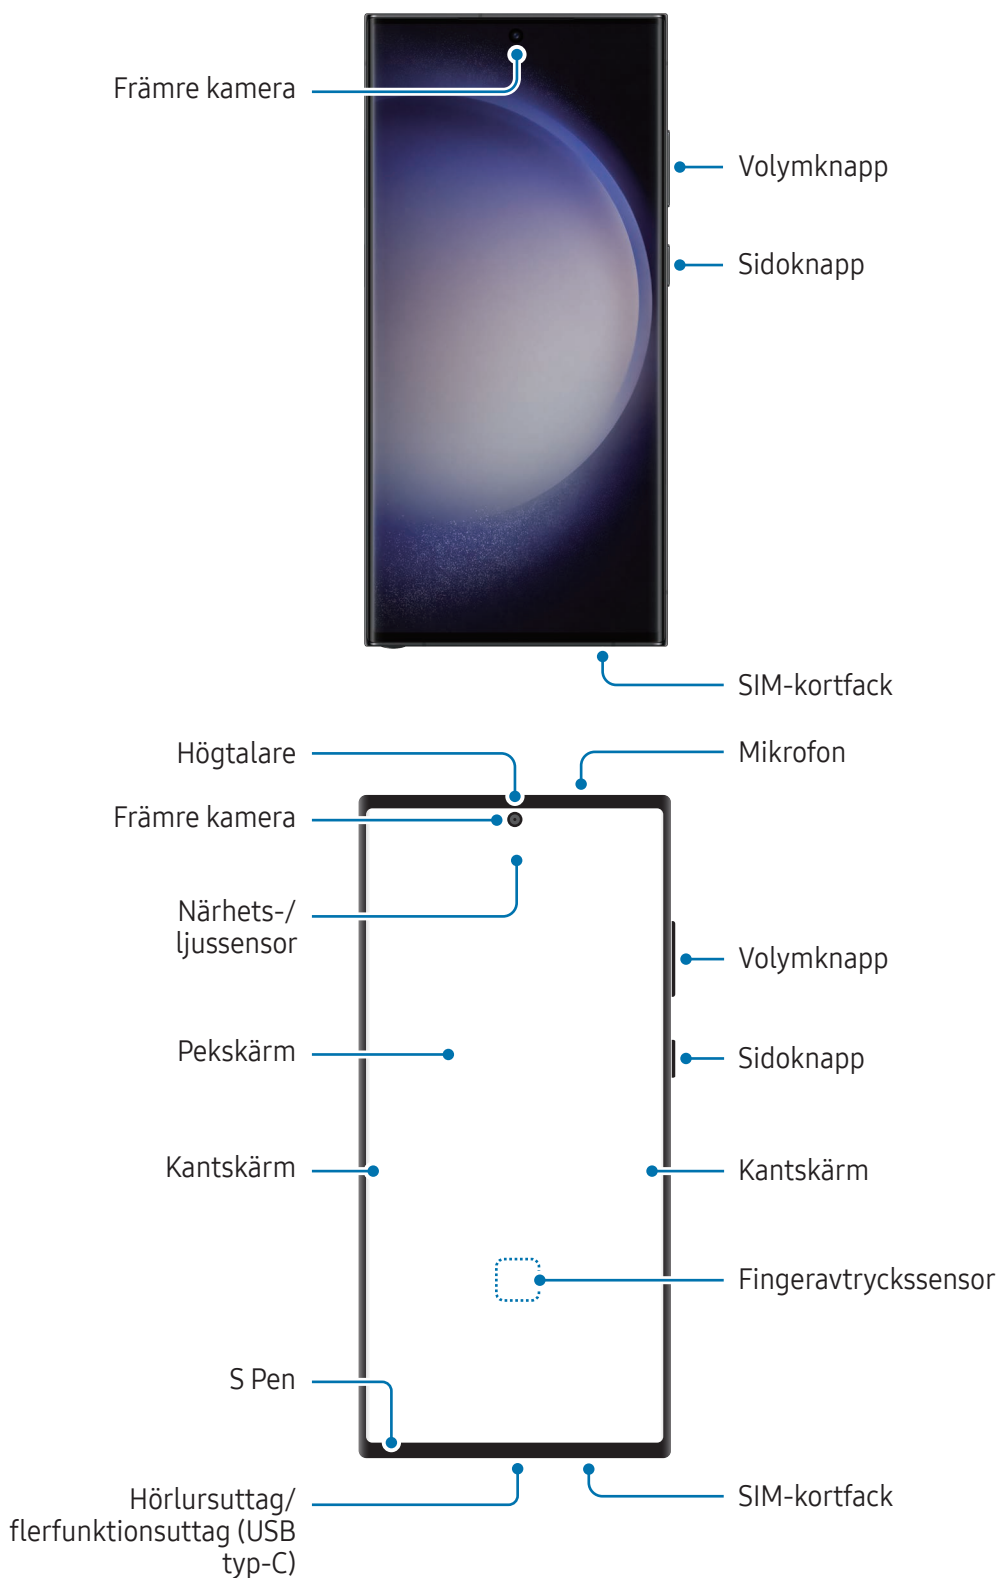 Främre kamera
Volymknapp
Sidoknapp
SIM-kortfack
Högtalare
Mikrofon
Främre kamera
Närhets-/
ljussensor
Volymknapp
Pekskärm
Sidoknapp
Kantskärm
Kantskärm
Fingeravtryckssensor
S Pen
Hörlursuttag/
flerfunktionsuttag (USB
typ-C)
SIM-kortfack